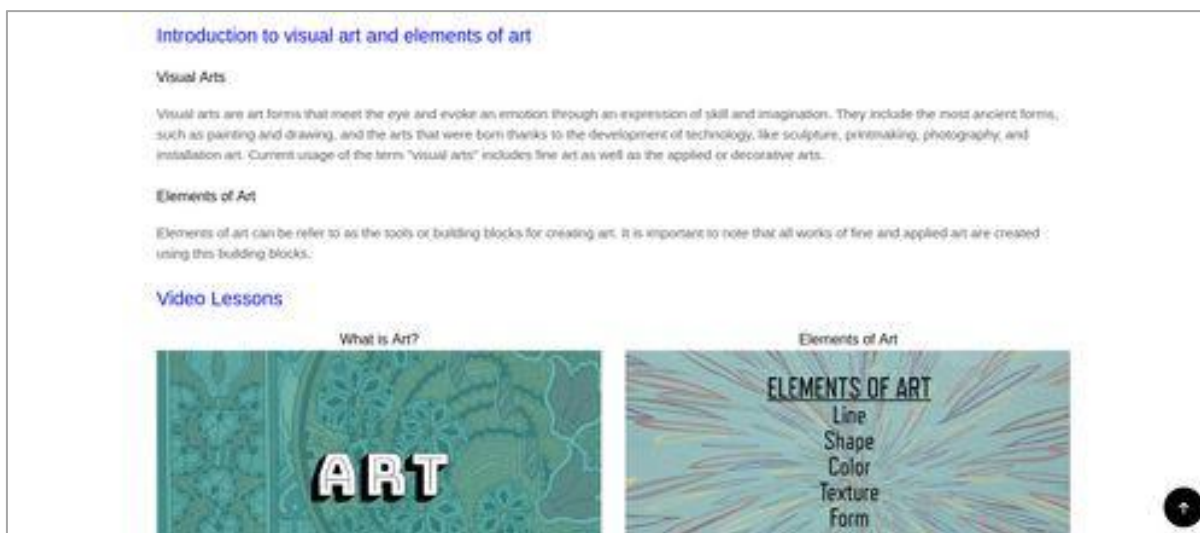 Introduction to visual art and elements of art
Visual Arts
Visual arts are art forms that meet the eye and evoke an emotion through an expression of skill and imagination. They include the most ancient forms,
such as painting and drawing, and the arts that were born thanks to the development of technology, like sculpture, printmaking, photography, and
installation art. Current usage of the term "visual arts" includes fine art as well as the applied or decorative arts.
Elements of Art
Elements of art can be refer to as the tools or building blocks for creating art. It is important to note that all works of fine and applied art are created
using this building blocks.
Video Lessons
What is Art?
ART
Elements of Art
ELEMENTS OF ART
Line
Shape
Color
Texture
Form